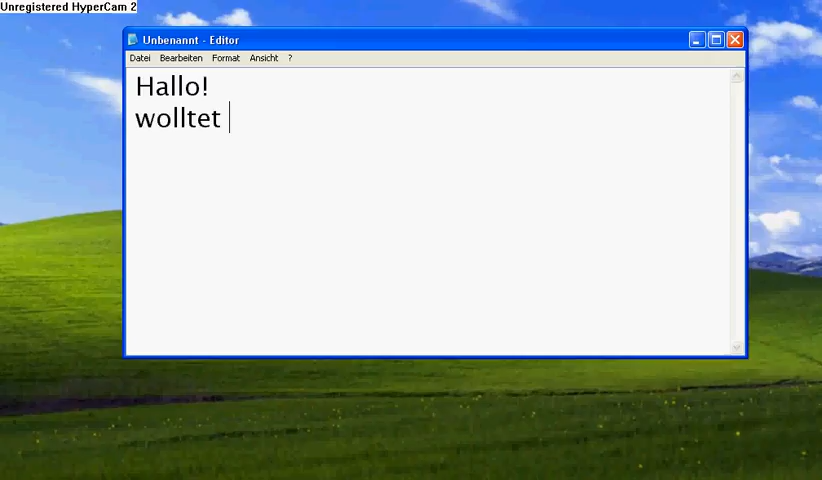 Unregistered HyperCam 2
Unbenannt - Editor
Datei Bearbeiten Format Ansicht ?
Hallo!
wolltet